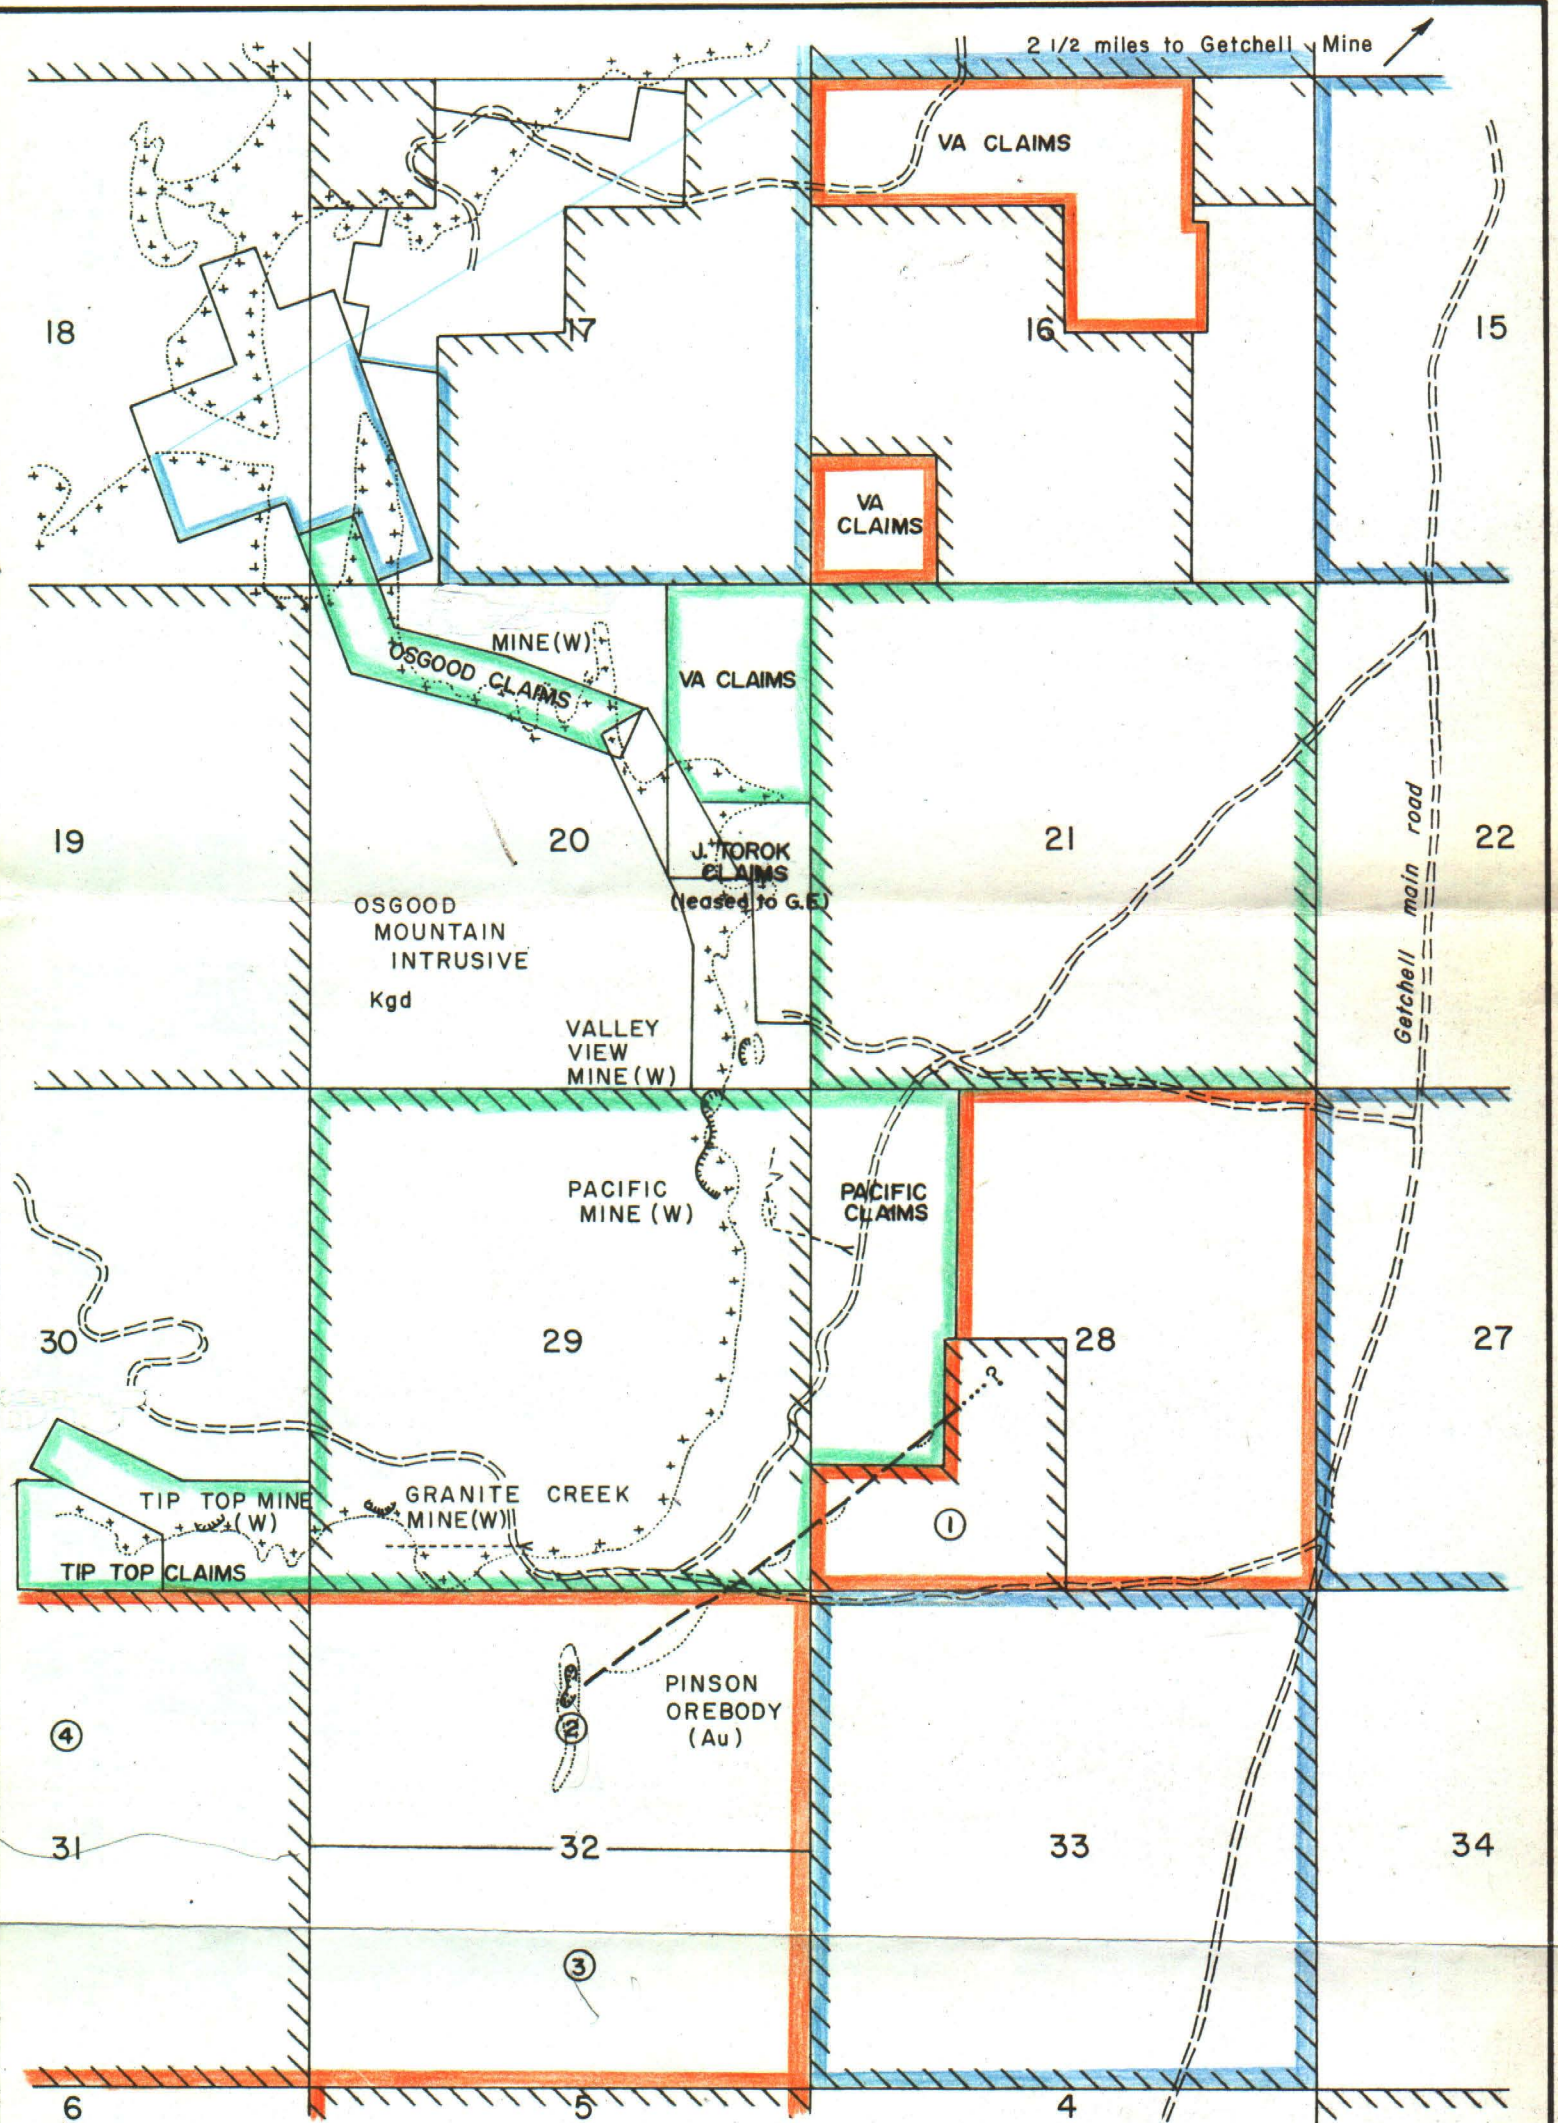 2 1/2 miles to Getchell Mine
VA CLAIMS
18
17
16
15
VA
CLAIMS
MINE (W)
OSGOOD CLAIMS
VA CLAIMS
19
20
21
22
J. TOROK
CLAIMS
(leased to G.E.)
OSGOOD
MOUNTAIN
INTRUSIVE
Kgd
Getchell main road
VALLEY
VIEW
MINE (W)
PACIFIC
MINE (W)
PACIFIC
CLAIMS
30
29
28
27
?
TIP TOP MINE
(W)
GRANITE CREEK
MINE(W)
1
TIP TOP CLAIMS
PINSON
OREBODY
(Au)
4
2
31
32
33
34
3
6
5
4